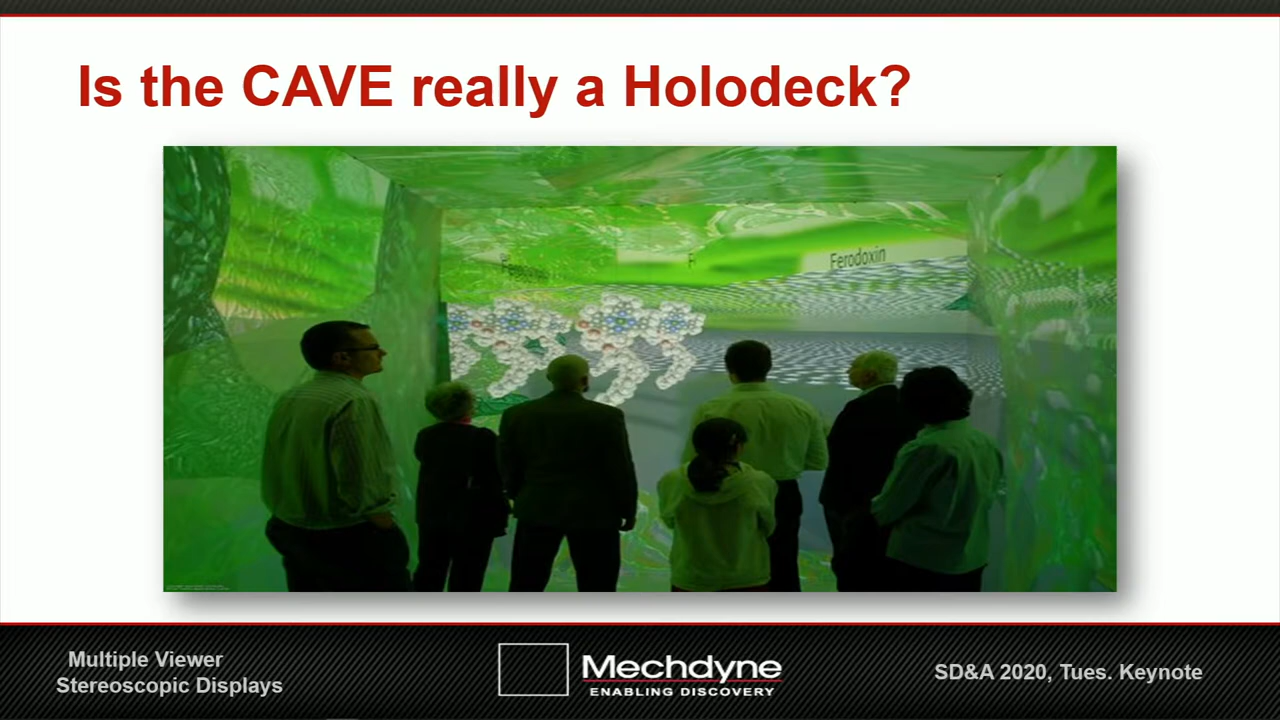 Is the CAVE really a Holodeck?
F
Ferodoxin
Multiple Viewer
Stereoscopic Displays
Mechdyne
ENABLING DISCOVERY
SD&A 2020, Tues. Keynote